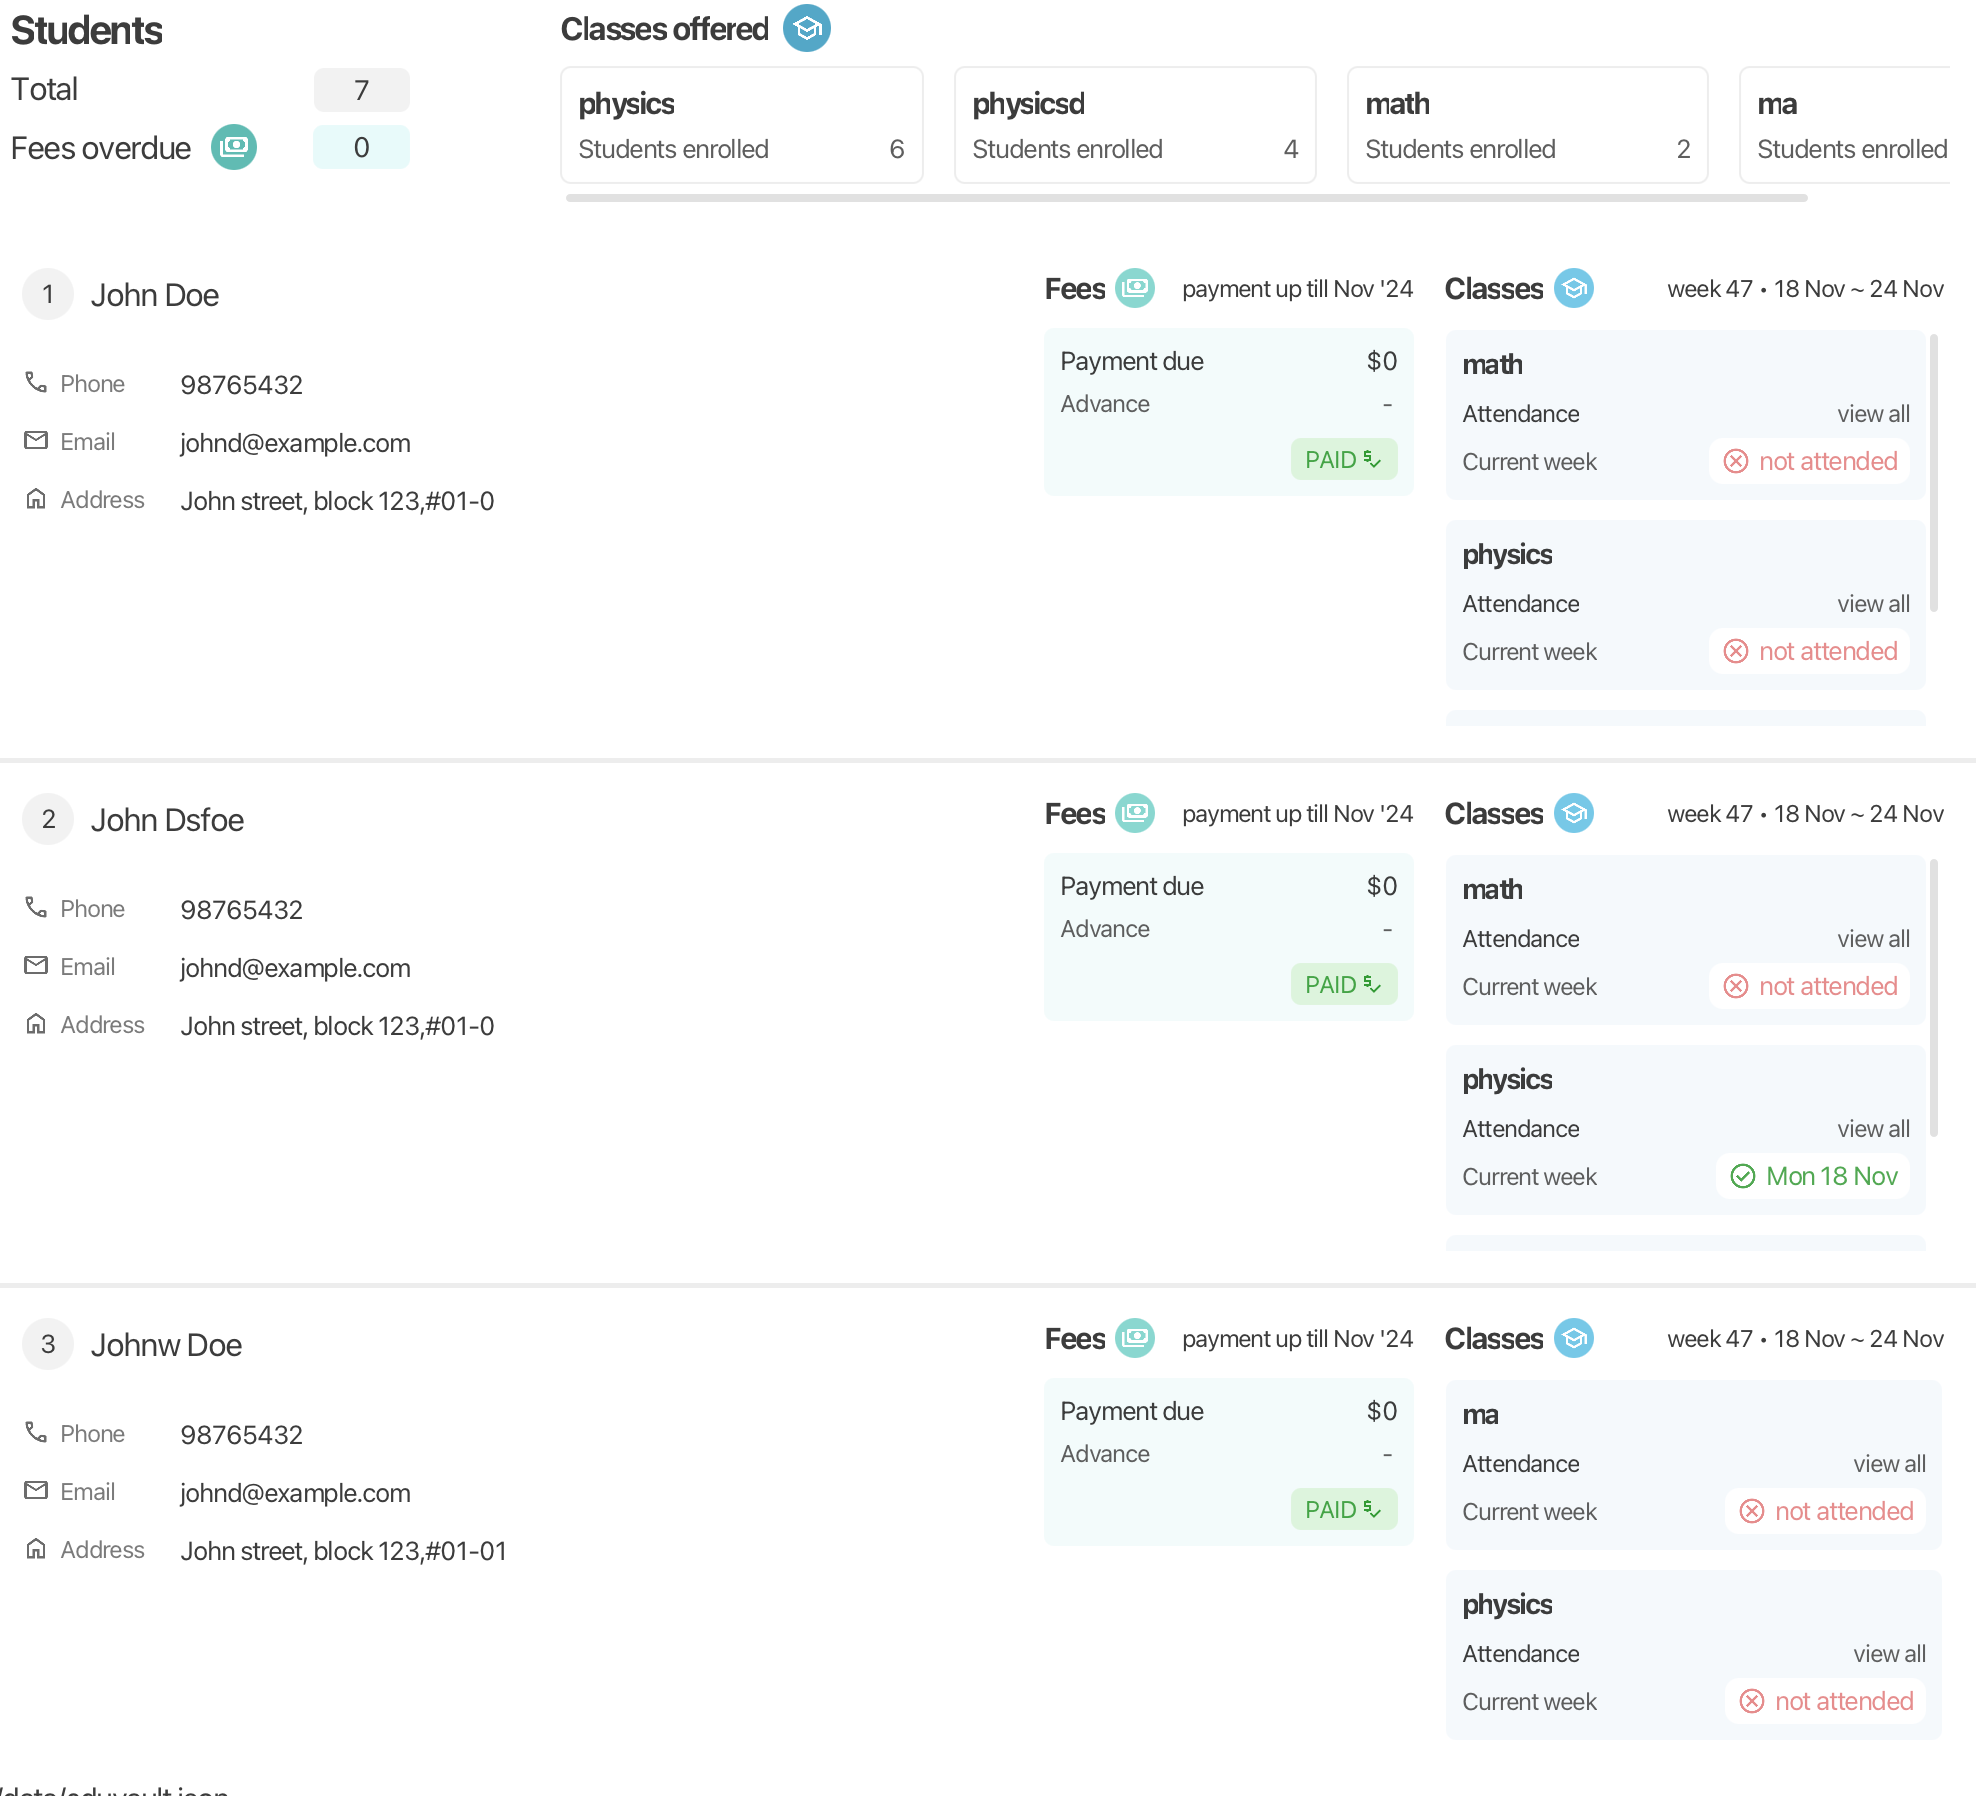 Students
Total 7
Fees overdue 0
Classes offered
physics
Students enrolled 6
physicsd
Students enrolled 4
math
Students enrolled 2
ma
Students enrolled
1 John Doe
Phone 98765432
Email johnd@example.com
Address John street, block 123,#01-0
Fees payment up till Nov '24
Payment due $0
Advance -
PAID
Classes week 47 • 18 Nov ~ 24 Nov
math
Attendance view all
Current week not attended
physics
Attendance view all
Current week not attended
2 John Dsfoe
Phone 98765432
Email johnd@example.com
Address John street, block 123,#01-0
Fees payment up till Nov '24
Payment due $0
Advance -
PAID
Classes week 47 • 18 Nov ~ 24 Nov
math
Attendance view all
Current week not attended
physics
Attendance view all
Current week Mon 18 Nov
3 Johnw Doe
Phone 98765432
Email johnd@example.com
Address John street, block 123,#01-01
Fees payment up till Nov '24
Payment due $0
Advance -
PAID
Classes week 47 • 18 Nov ~ 24 Nov
ma
Attendance view all
Current week not attended
physics
Attendance view all
Current week not attended
/data/eduvault.json